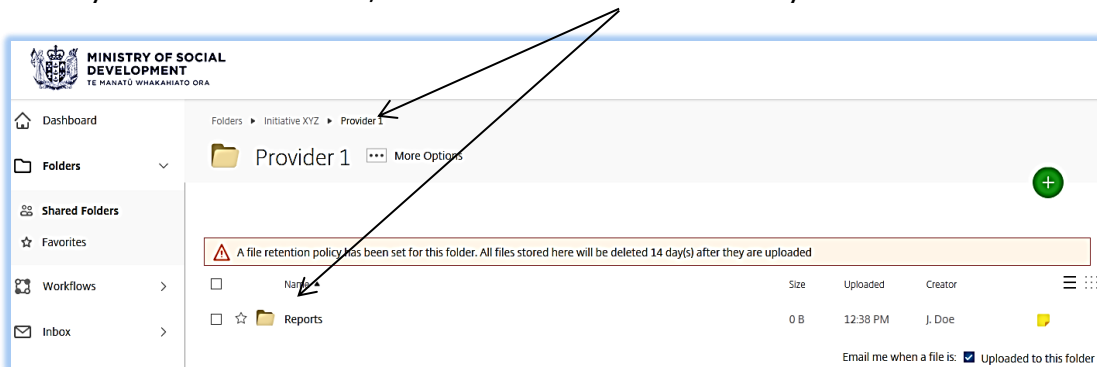 MINISTRY OF SOCIAL
DEVELOPMENT
TE MANATŪ WHAKAHIATO ORA
Dashboard
Folders
Shared Folders
Favorites
Workflows
Inbox
Folders ▸ Initiative XYZ ▸ Provider 1
Provider 1 ••• More Options
A file retention policy has been set for this folder. All files stored here will be deleted 14 day(s) after they are uploaded
Name Size Uploaded Creator
Reports 0 B 12:38 PM J. Doe
Email me when a file is: Uploaded to this folder